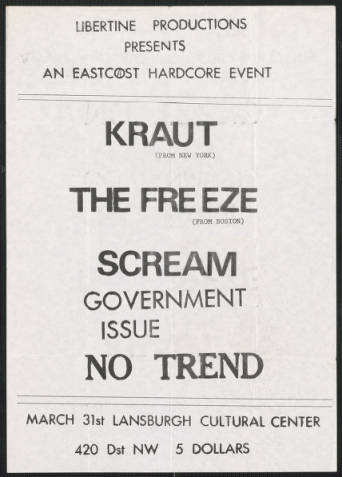 LIBERTINE PRODUCTIONS
PRESENTS
AN EASTCOST HARDCORE EVENT
KRAUT
(FROM NEW YORK)
THE FREEZE
(FROM BOSTON)
SCREAM
GOVERNMENT
ISSUE
NO TREND
MARCH 31st LANSBURGH CULTURAL CENTER
420 Dst NW 5 DOLLARS